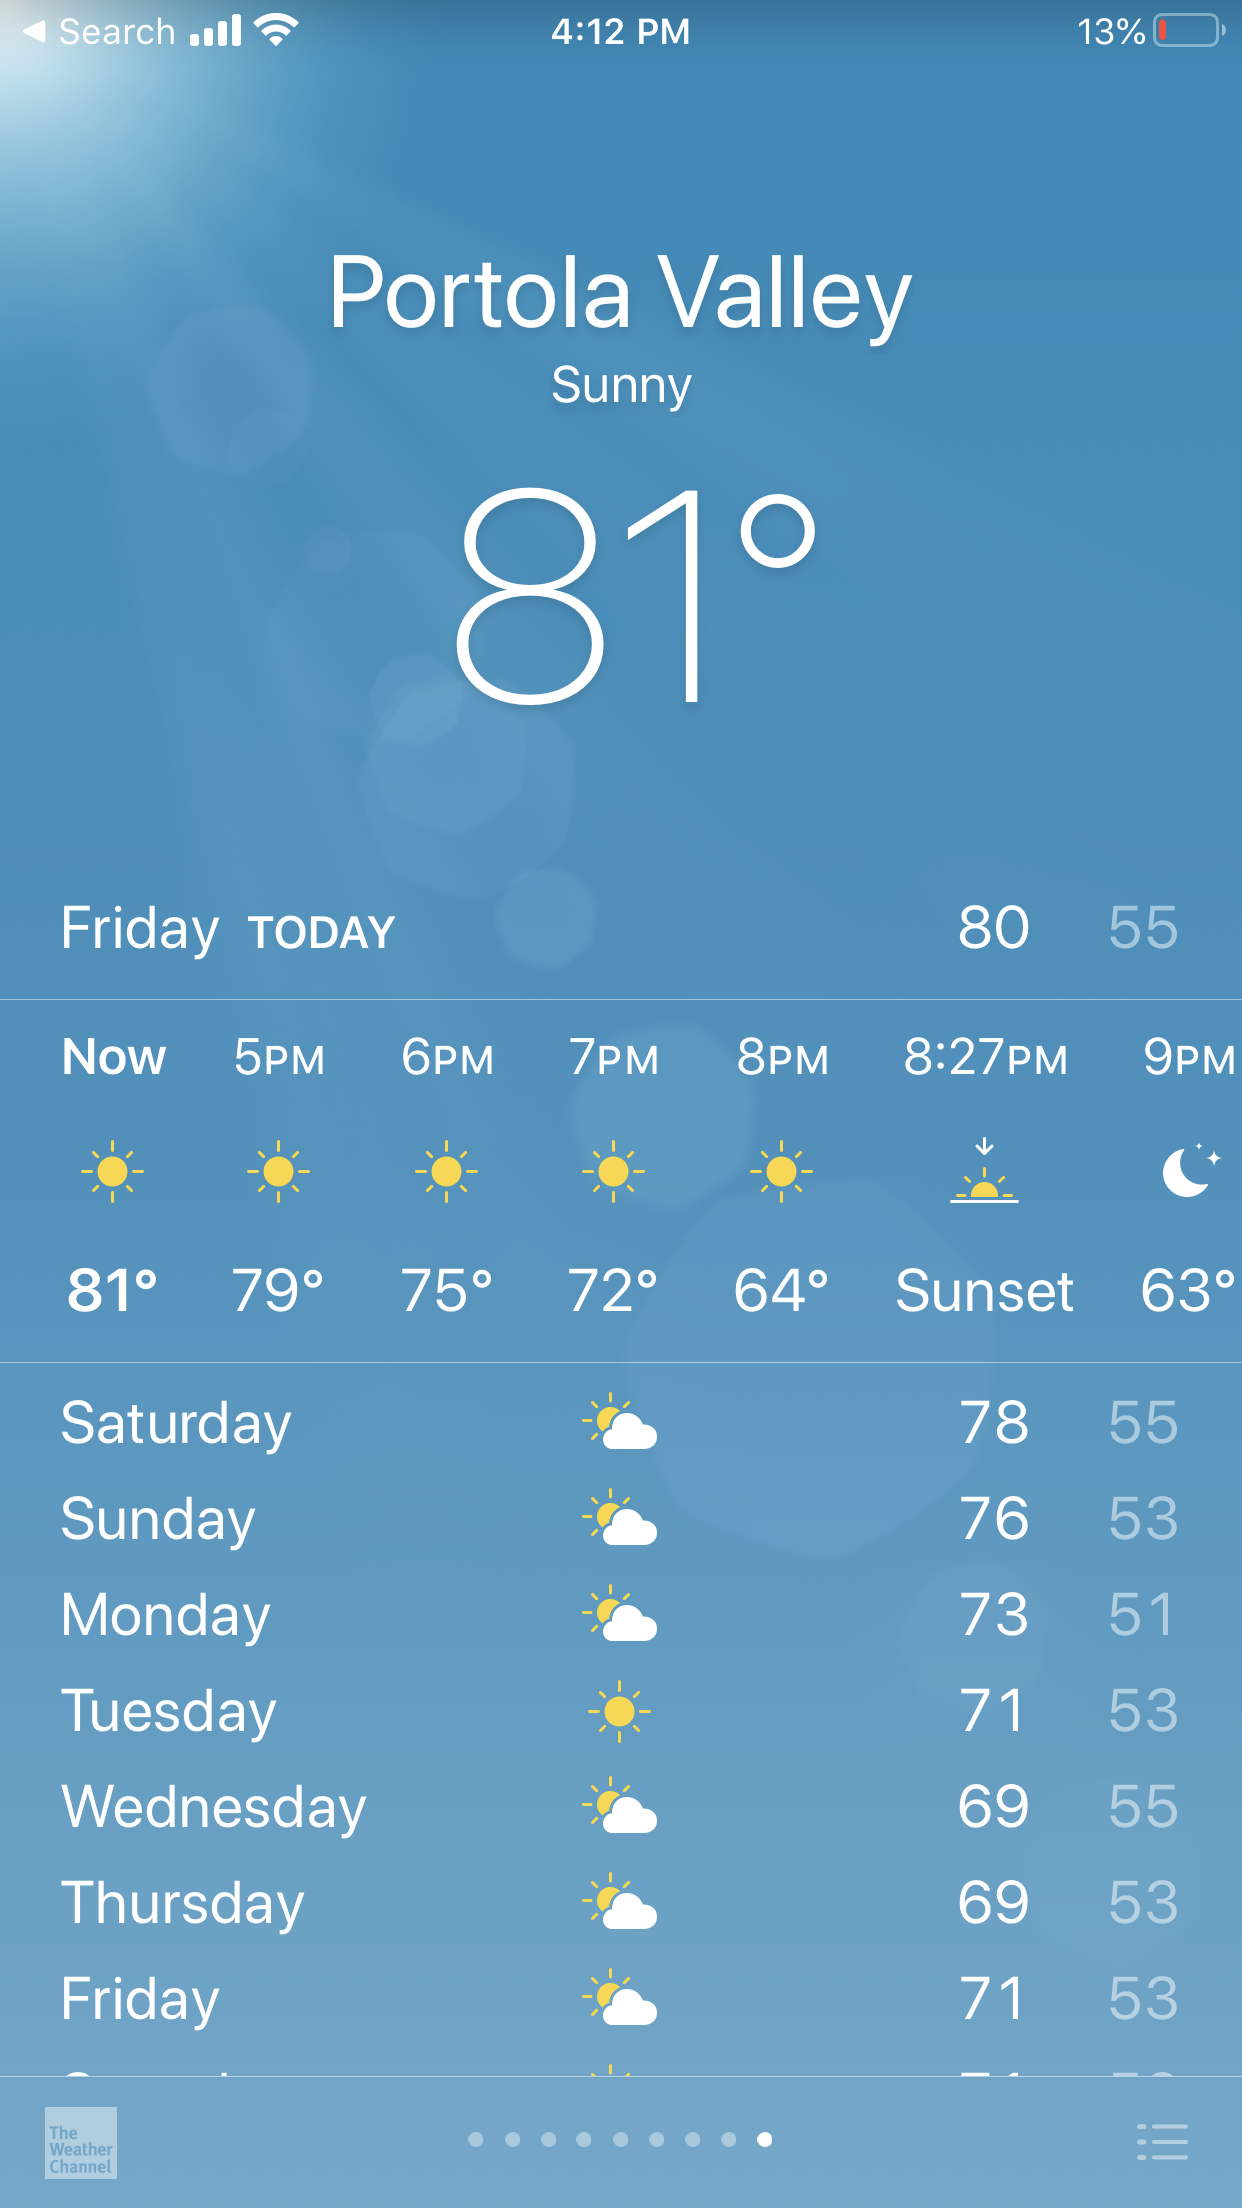 Search 4:12 PM 13%
Portola Valley
Sunny
81°
Friday TODAY 80 55
Now 5PM 6PM 7PM 8PM 8:27PM 9PM
81° 79° 75° 72° 64° Sunset 63°
Saturday 78 55
Sunday 76 53
Monday 73 51
Tuesday 71 53
Wednesday 69 55
Thursday 69 53
Friday 71 53
The
Weather
Channel